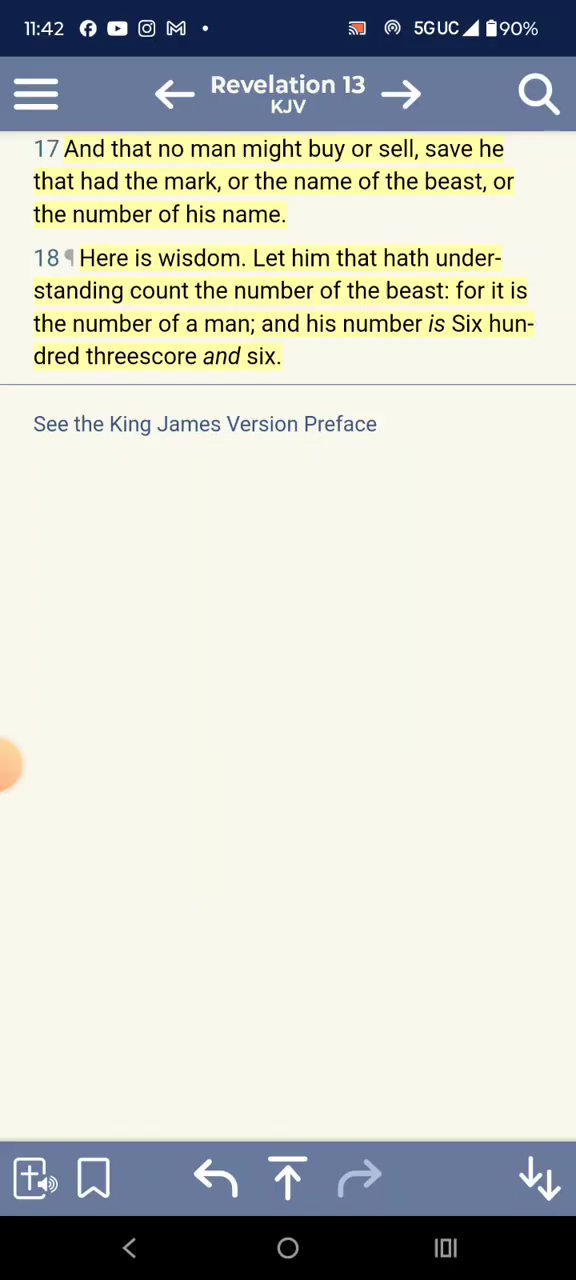 11:42 5GUC 90%
Revelation 13
KJV
17 And that no man might buy or sell, save he
that had the mark, or the name of the beast, or
the number of his name.
18 ¶ Here is wisdom. Let him that hath under-
standing count the number of the beast: for it is
the number of a man; and his number is Six hun-
dred threescore and six.
See the King James Version Preface